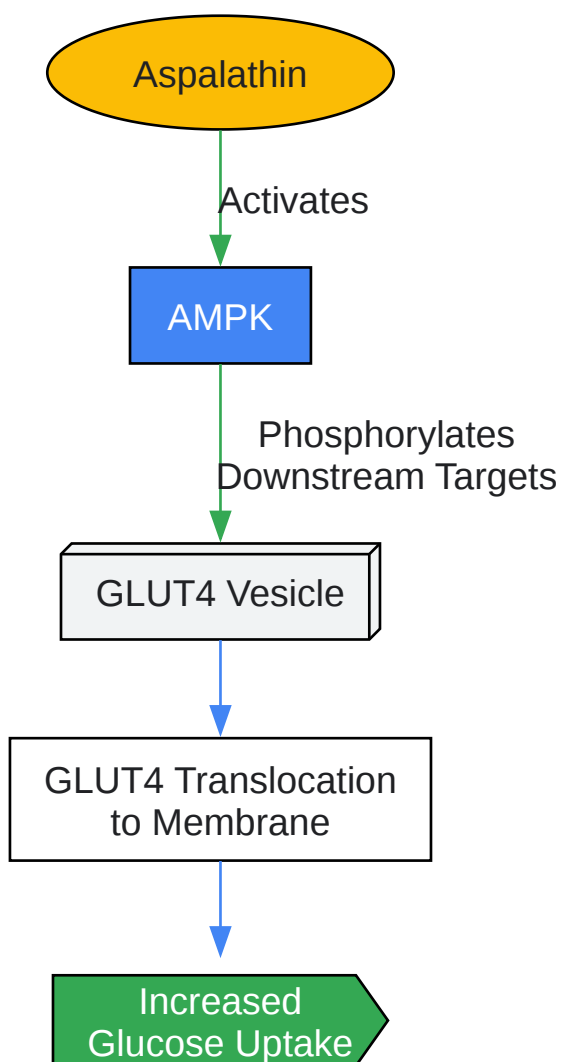 Aspalathin
Activates
AMPK
Phosphorylates
Downstream Targets
GLUT4 Vesicle
GLUT4 Translocation
to Membrane
Increased
Glucose Uptake